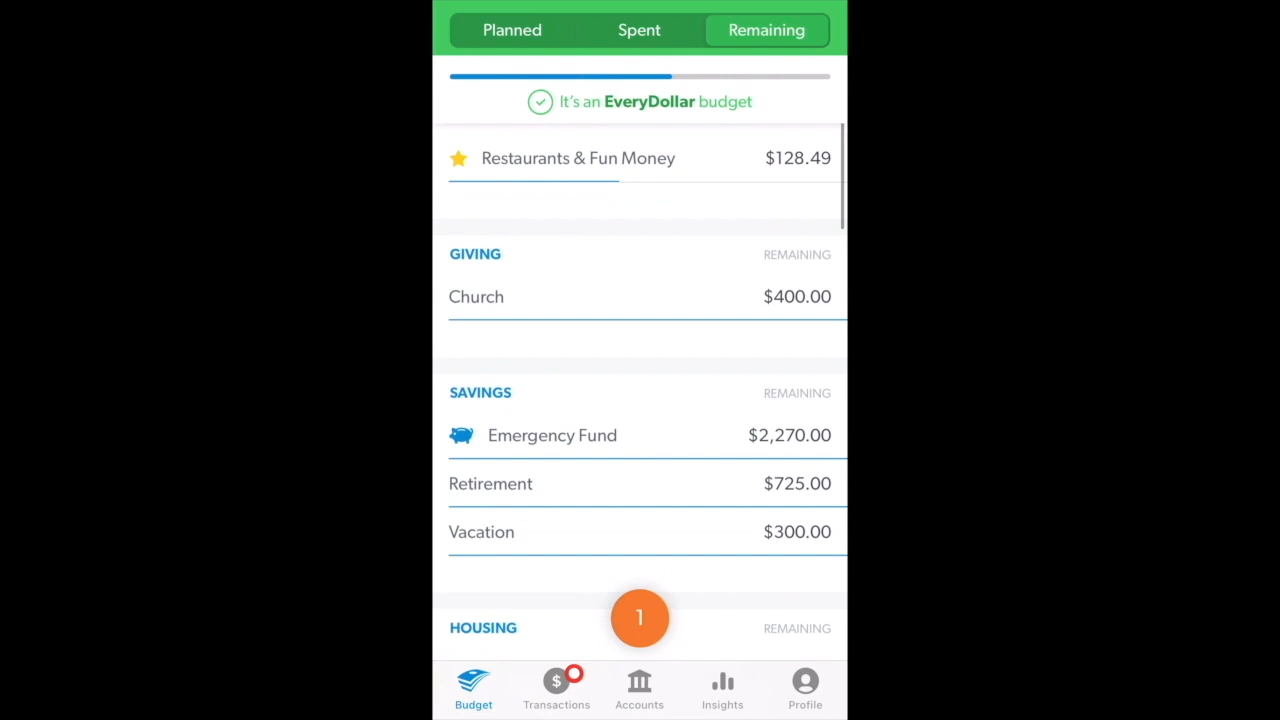 Planned Spent Remaining
It's an EveryDollar budget
Restaurants & Fun Money $128.49
GIVING REMAINING
Church $400.00
SAVINGS REMAINING
Emergency Fund $2,270.00
Retirement $725.00
Vacation $300.00
1
HOUSING REMAINING
$
Budget Transactions Accounts Insights Profile